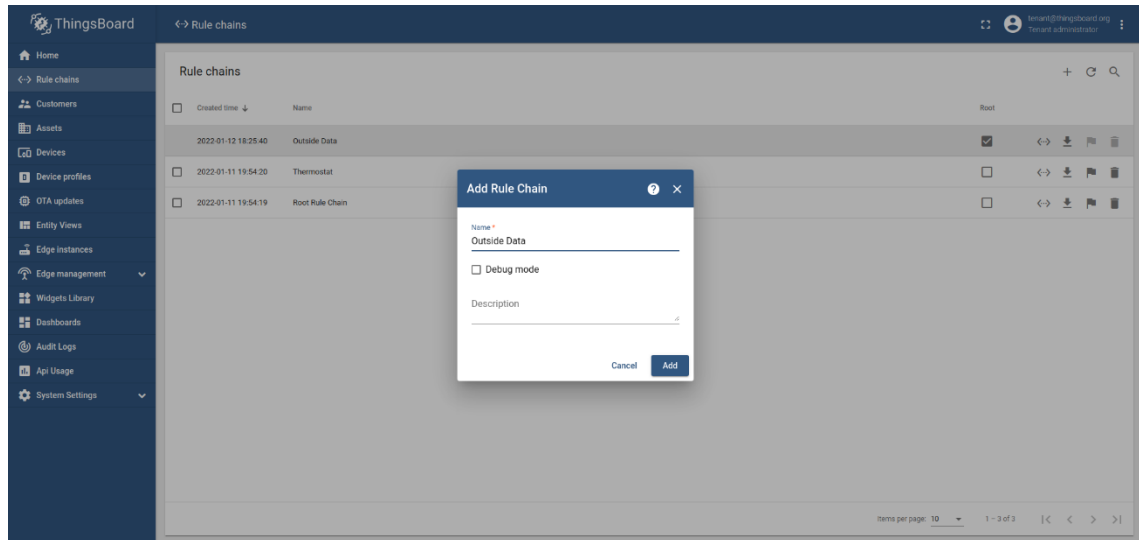 ThingsBoard
Rule chains
tenant@thingsboard.org
Tenant administrator
Home
Rule chains
Customers
Assets
Devices
Device profiles
OTA updates
Entity Views
Edge instances
Edge management
Widgets Library
Dashboards
Audit Logs
Api Usage
System Settings
Rule chains
Created time Name Root
2022-01-12 18:25:40 Outside Data
2022-01-11 19:54:20 Thermostat
2022-01-11 19:54:19 Root Rule Chain
Add Rule Chain
Name *
Outside Data
Debug mode
Description
Cancel Add
Items per page: 10 1 – 3 of 3